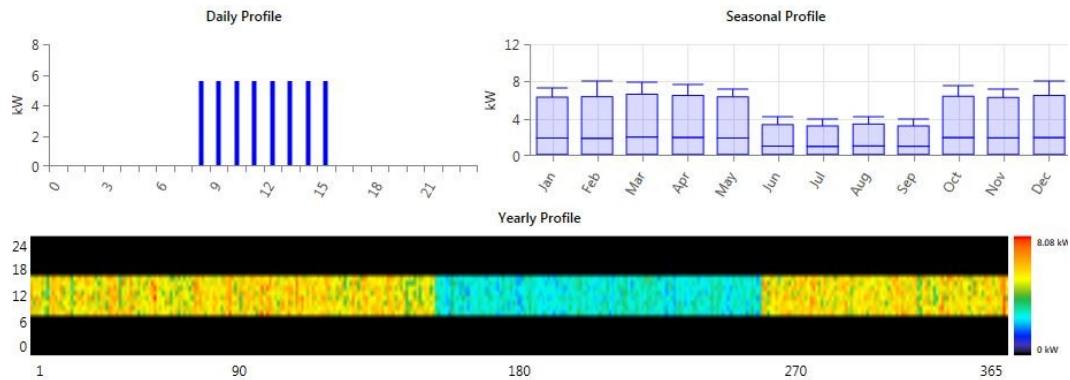 Daily Profile
8
6
4
2
0
kW
0 3 6 9 12 15 18 21
Seasonal Profile
12
8
4
0
kW
Jan Feb Mar Apr May Jun Jul Aug Sep Oct Nov Dec
Yearly Profile
24
18
12
6
0
1 90 180 270 365
8.08 kW
0 kW